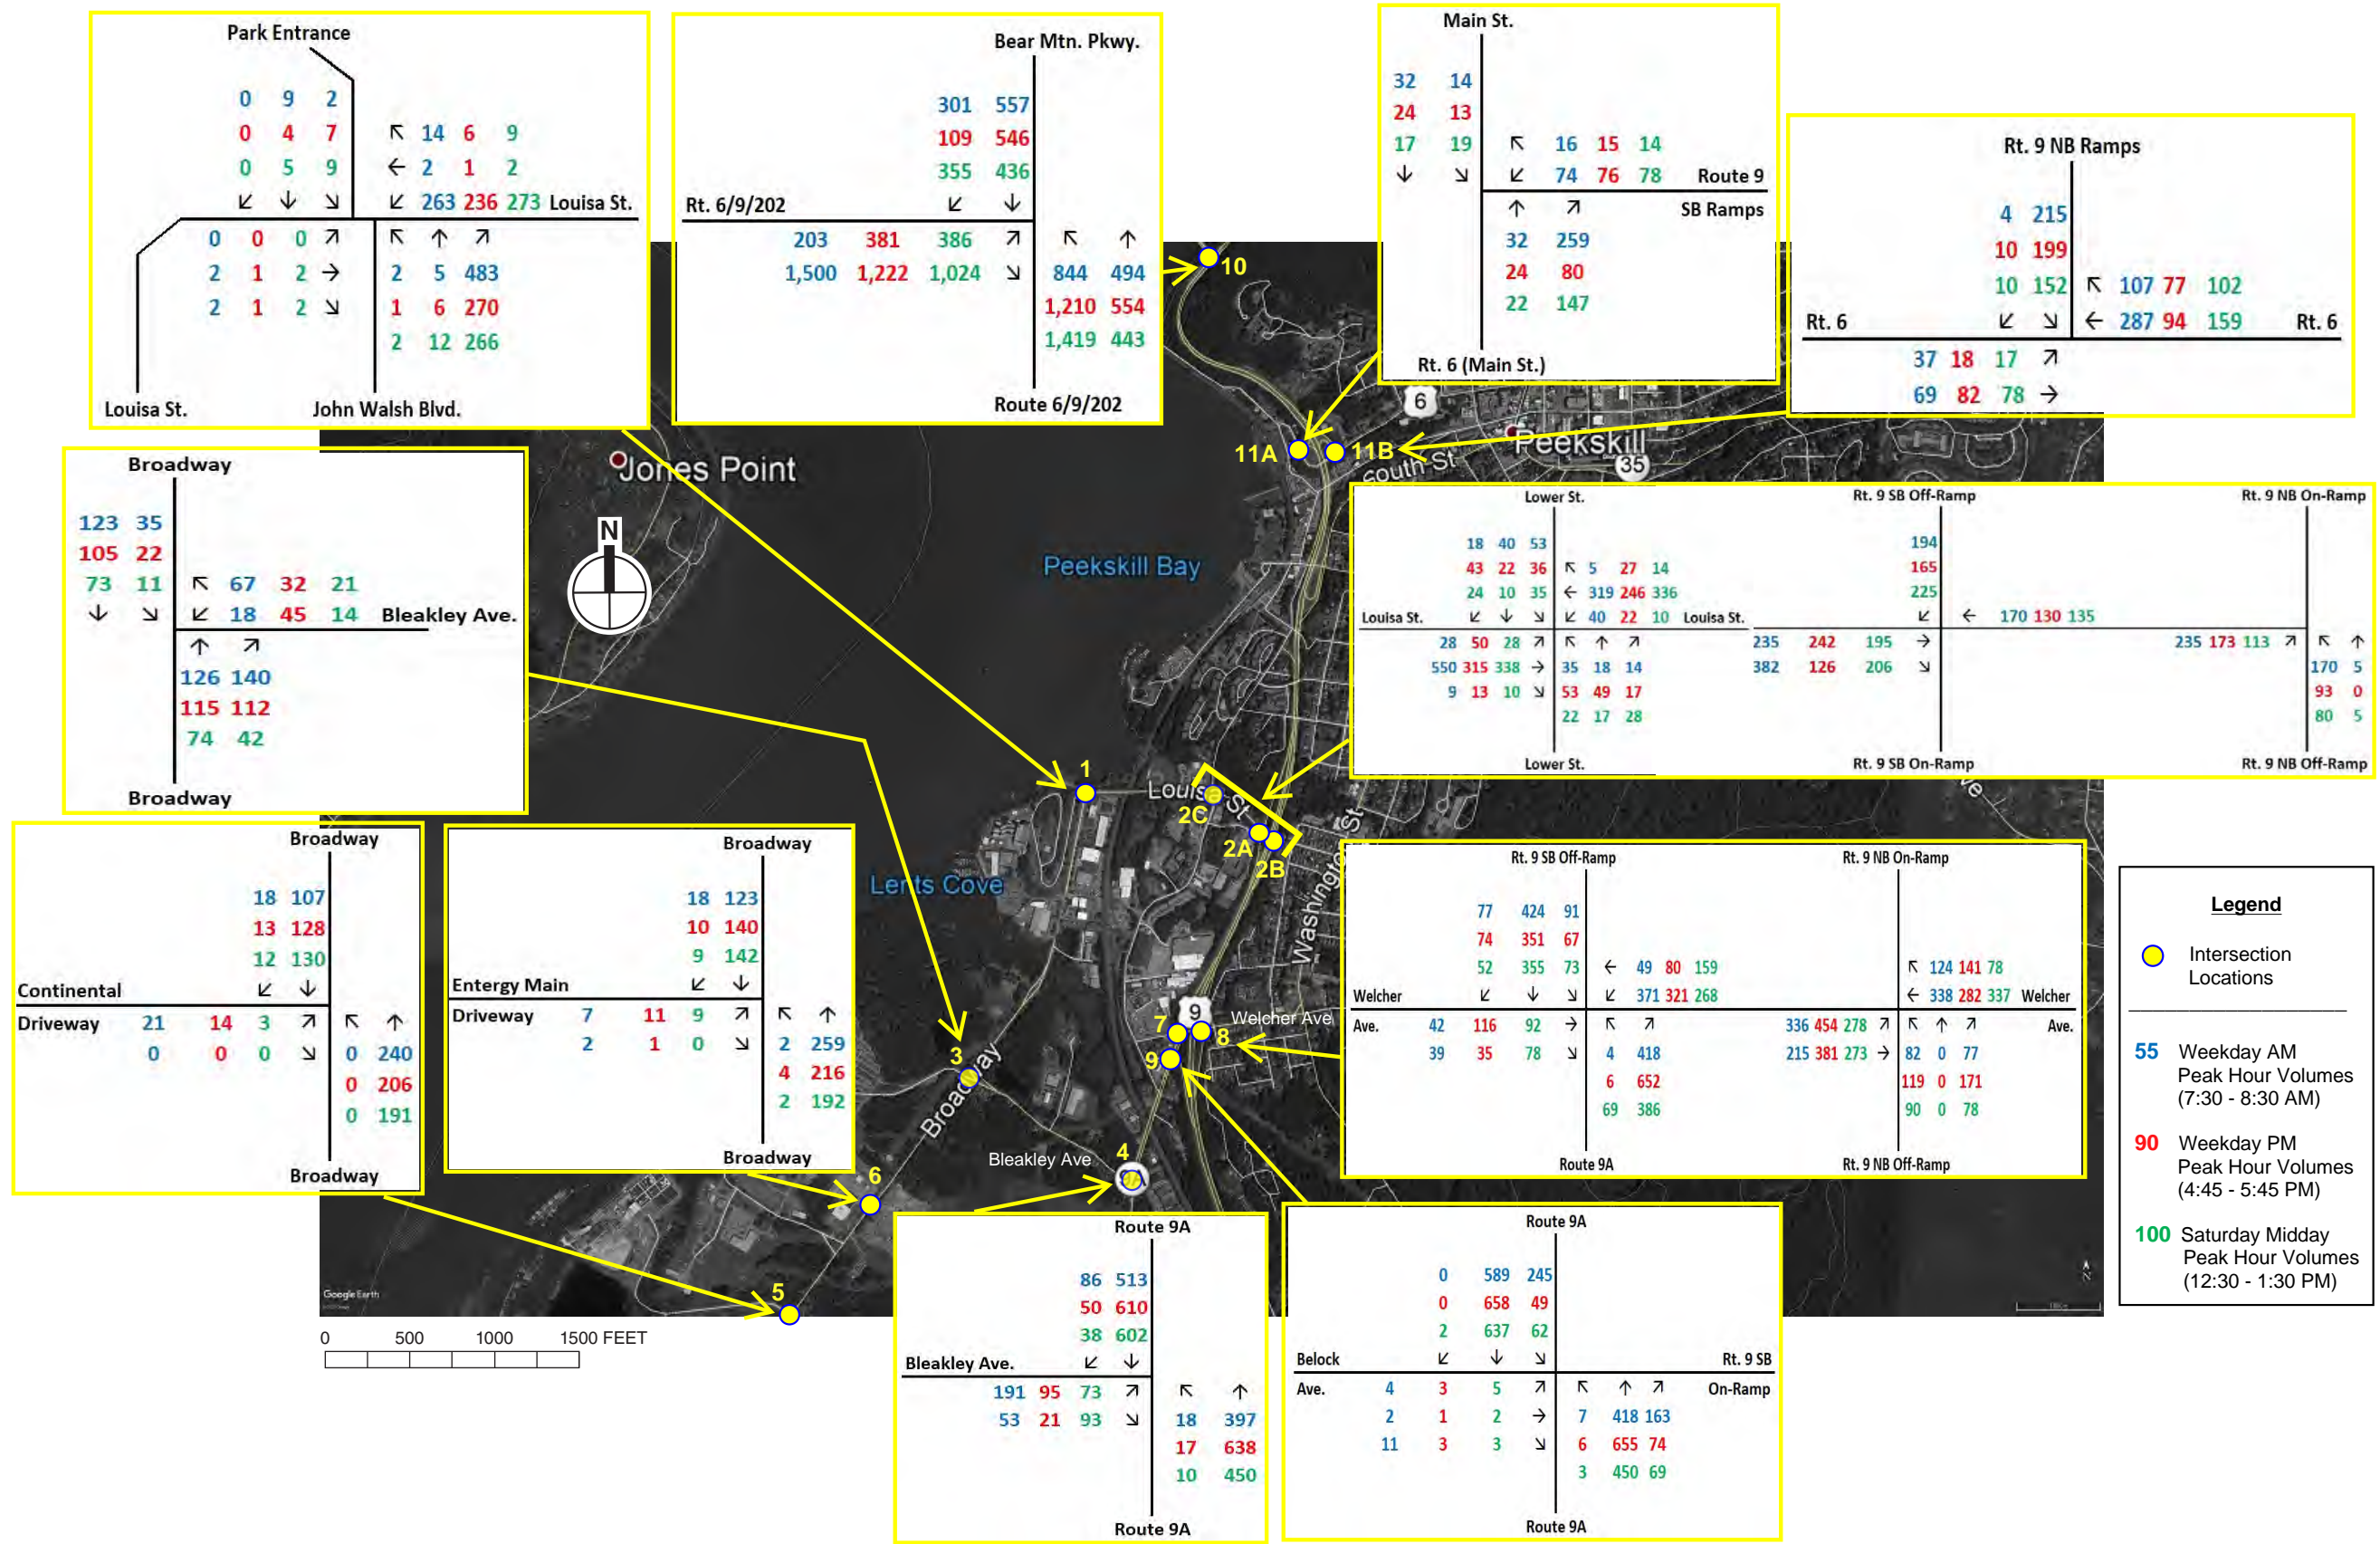 Park Entrance
0 9 2
0 4 7 ↖ 14 6 9
0 5 9 ← 2 1 2
↙ ↓ ↘ ↙ 263 236 273 Louisa St.
0 0 0 ↗ ↖ ↑ ↗
2 1 2 → 2 5 483
2 1 2 ↘ 1 6 270
2 12 266
Louisa St. John Walsh Blvd.
Bear Mtn. Pkwy.
301 557
109 546
355 436
Rt. 6/9/202 ↙ ↓
203 381 386 ↗ ↖ ↑
1,500 1,222 1,024 ↘ 844 494
1,210 554
1,419 443
Route 6/9/202
Main St.
32 14
24 13
17 19 ↖ 16 15 14
↓ ↘ ↙ 74 76 78 Route 9
↑ ↗ SB Ramps
32 259
24 80
22 147
Rt. 6 (Main St.)
Rt. 9 NB Ramps
4 215
10 199
10 152 ↖ 107 77 102
Rt. 6 ↙ ↘ ← 287 94 159 Rt. 6
37 18 17 ↗
69 82 78 →
10
6
11A
11B
Peekskill
South St
35
Jones Point
N
Peekskill Bay
Broadway
123 35
105 22
73 11 ↖ 67 32 21
↓ ↘ ↙ 18 45 14 Bleakley Ave.
↑ ↗
126 140
115 112
74 42
Broadway
Lower St.
18 40 53
43 22 36 ↖ 5 27 14
24 10 35 ← 319 246 336
Louisa St. ↙ ↓ ↘ ↙ 40 22 10 Louisa St.
28 50 28 ↗ ↖ ↑ ↗
550 315 338 → 35 18 14
9 13 10 ↘ 53 49 17
22 17 28
Lower St.
Rt. 9 SB Off-Ramp
194
165
225
↙ ← 170 130 135
235 242 195 →
382 126 206 ↘
Rt. 9 SB On-Ramp
Rt. 9 NB On-Ramp
235 173 113 ↗ ↖ ↑
170 5
93 0
80 5
Rt. 9 NB Off-Ramp
1
Louisa St
2C
2A
2B
Washington St
Lents Cove
Broadway
18 107
13 128
12 130
Continental ↙ ↓
Driveway 21 14 3 ↗ ↖ ↑
0 0 0 ↘ 0 240
0 206
0 191
Broadway
Broadway
18 123
10 140
9 142
Entergy Main ↙ ↓
Driveway 7 11 9 ↗ ↖ ↑
2 1 0 ↘ 2 259
4 216
2 192
Broadway
9
7
8
9
Welcher Ave
3
Broadway
Bleakley Ave
4
6
5
Rt. 9 SB Off-Ramp
77 424 91
74 351 67
52 355 73 ← 49 80 159
Welcher ↙ ↓ ↘ ↙ 371 321 268
Ave. 42 116 92 → ↖ ↗
39 35 78 ↘ 4 418
6 652
69 386
Route 9A
Rt. 9 NB On-Ramp
↖ 124 141 78
← 338 282 337 Welcher
336 454 278 ↗ ↖ ↑ ↗ Ave.
215 381 273 → 82 0 77
119 0 171
90 0 78
Rt. 9 NB Off-Ramp
Route 9A
86 513
50 610
38 602
Bleakley Ave. ↙ ↓
191 95 73 ↗ ↖ ↑
53 21 93 ↘ 18 397
17 638
10 450
Route 9A
Route 9A
0 589 245
0 658 49
2 637 62
Belock ↙ ↓ ↘ Rt. 9 SB
Ave. 4 3 5 ↗ ↖ ↑ ↗ On-Ramp
2 1 2 → 7 418 163
11 3 3 ↘ 6 655 74
3 450 69
Route 9A
Legend
Intersection
Locations
55 Weekday AM
Peak Hour Volumes
(7:30 - 8:30 AM)
90 Weekday PM
Peak Hour Volumes
(4:45 - 5:45 PM)
100 Saturday Midday
Peak Hour Volumes
(12:30 - 1:30 PM)
Google Earth
0 500 1000 1500 FEET